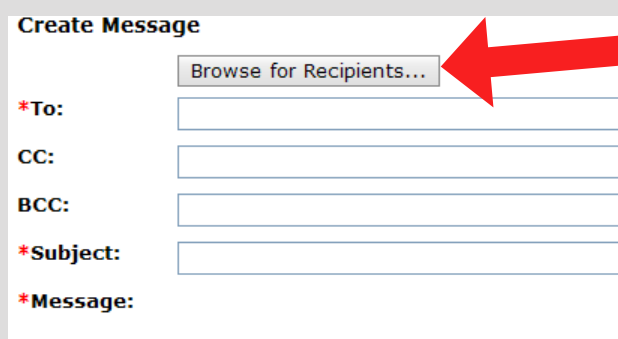 Create Message
Browse for Recipients...
*To:
CC:
BCC:
*Subject:
*Message: